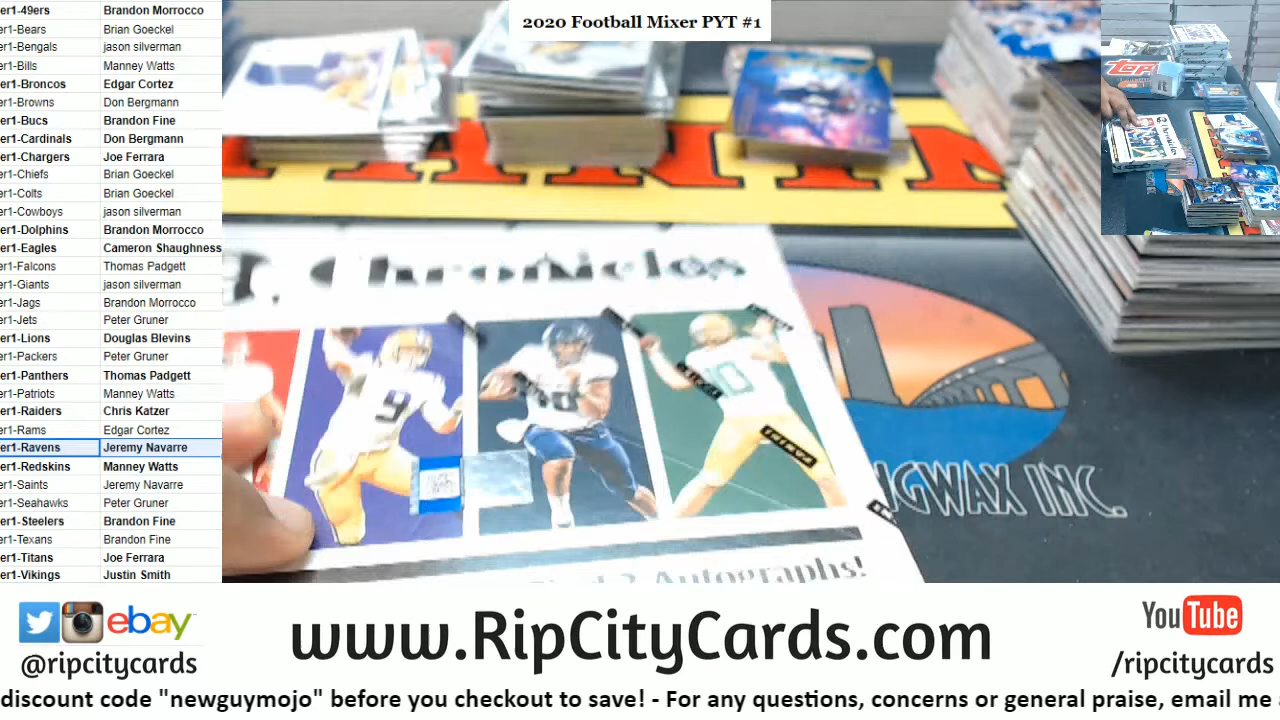 2020 Football Mixer PYT #1
er1-49ers Brandon Morrocco
er1-Bears Brian Goeckel
er1-Bengals jason silverman
er1-Bills Manney Watts
er1-Broncos Edgar Cortez
er1-Browns Don Bergmann
er1-Bucs Brandon Fine
er1-Cardinals Don Bergmann
er1-Chargers Joe Ferrara
er1-Chiefs Brian Goeckel
er1-Colts Brian Goeckel
er1-Cowboys jason silverman
er1-Dolphins Brandon Morrocco
er1-Eagles Cameron Shaughness
er1-Falcons Thomas Padgett
er1-Giants jason silverman
er1-Jags Brandon Morrocco
er1-Jets Peter Gruner
er1-Lions Douglas Blevins
er1-Packers Peter Gruner
er1-Panthers Thomas Padgett
er1-Patriots Manney Watts
er1-Raiders Chris Katzer
er1-Rams Edgar Cortez
er1-Ravens Jeremy Navarre
er1-Redskins Manney Watts
er1-Saints Jeremy Navarre
er1-Seahawks Peter Gruner
er1-Steelers Brandon Fine
er1-Texans Brandon Fine
er1-Titans Joe Ferrara
er1-Vikings Justin Smith
Chronicles
9
10
PANINI
2 Autographs!
IGWAX INC.
TOPPS
ebay
@ripcitycards
www.RipCityCards.com
YouTube
/ripcitycards
discount code "newguymojo" before you checkout to save! - For any questions, concerns or general praise, email me